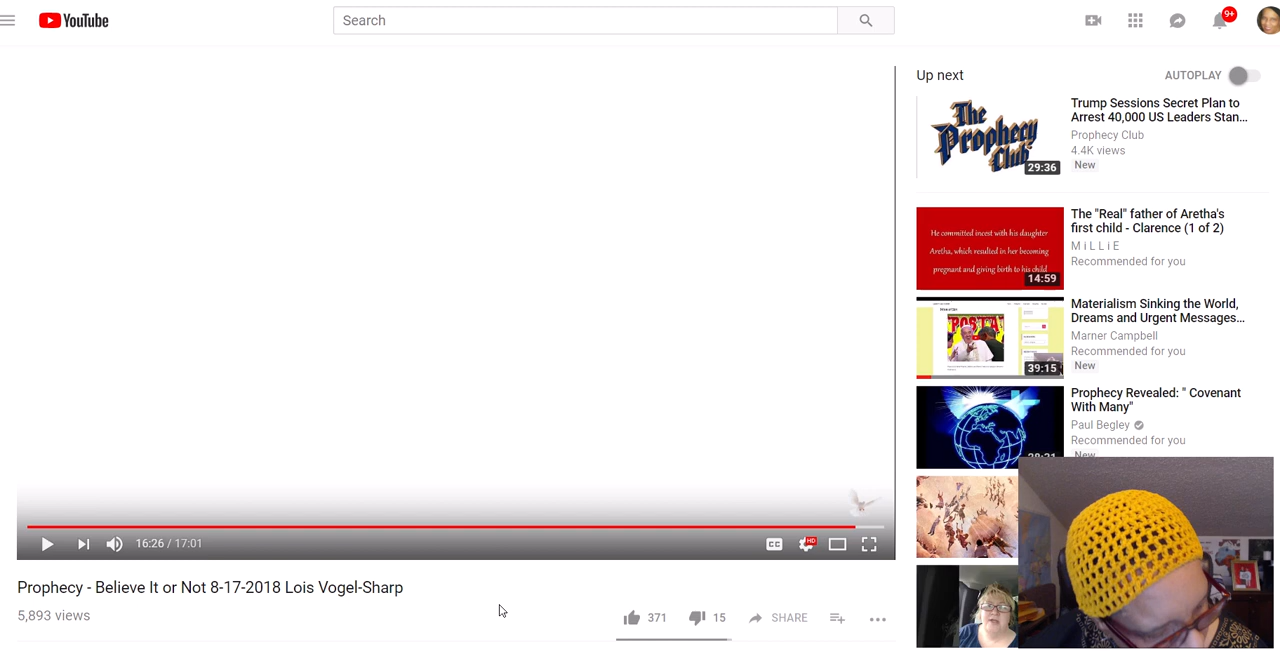 YouTube
Search
9+
Up next
AUTOPLAY
The
Prophecy
Club
29:36
Trump Sessions Secret Plan to
Arrest 40,000 US Leaders Stan...
Prophecy Club
4.4K views
New
He committed incest with his daughter
Aretha, which resulted in her becoming
pregnant and giving birth to his child
14:59
The "Real" father of Aretha's
first child - Clarence (1 of 2)
M i L L i E
Recommended for you
39:15
Materialism Sinking the World,
Dreams and Urgent Messages...
Marner Campbell
Recommended for you
New
Prophecy Revealed: " Covenant
With Many"
Paul Begley
Recommended for you
New
16:26 / 17:01
CC
HD
Prophecy - Believe It or Not 8-17-2018 Lois Vogel-Sharp
5,893 views
371
15
SHARE